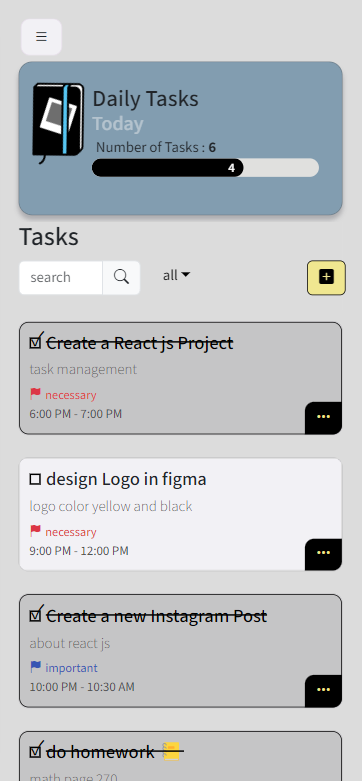 Daily Tasks
Today
Number of Tasks : 6
4
Tasks
search
all
Create a React js Project
task management
necessary
6:00 PM - 7:00 PM
design Logo in figma
logo color yellow and black
necessary
9:00 PM - 12:00 PM
Create a new Instagram Post
about react js
important
10:00 PM - 10:30 AM
do homework 📒
math page 270